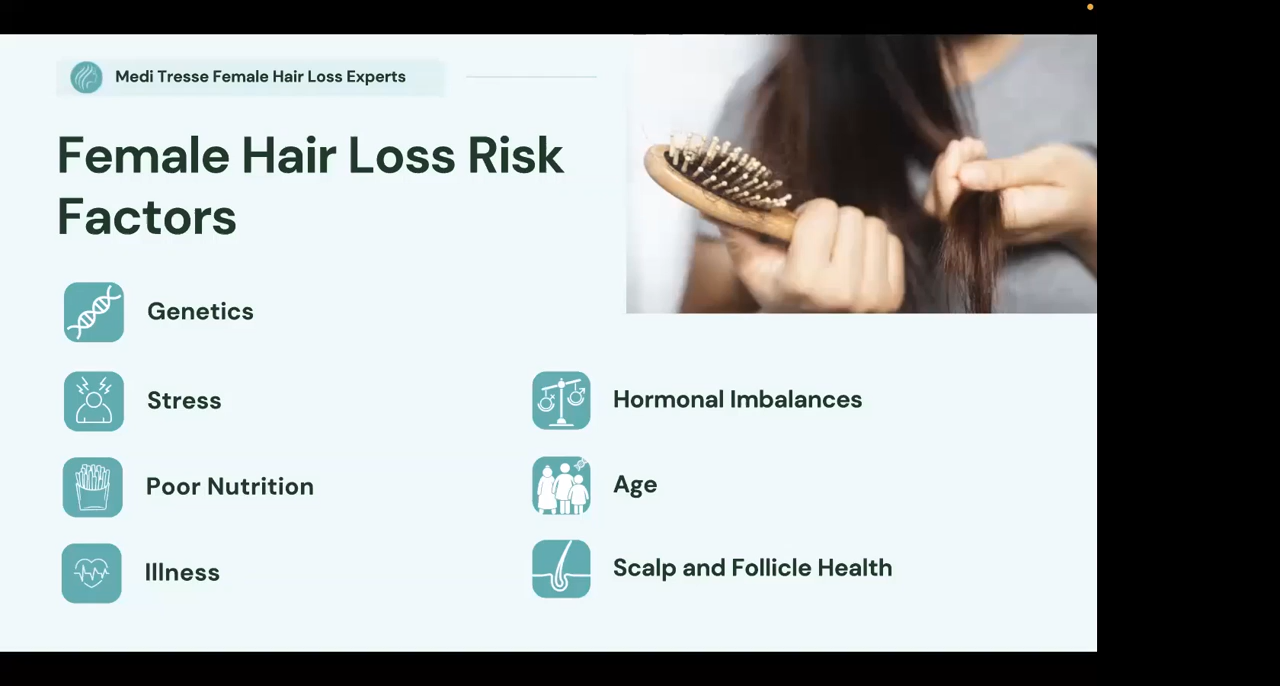 Medi Tresse Female Hair Loss Experts
Female Hair Loss Risk
Factors
Genetics
Stress
Poor Nutrition
Illness
Hormonal Imbalances
Age
Scalp and Follicle Health